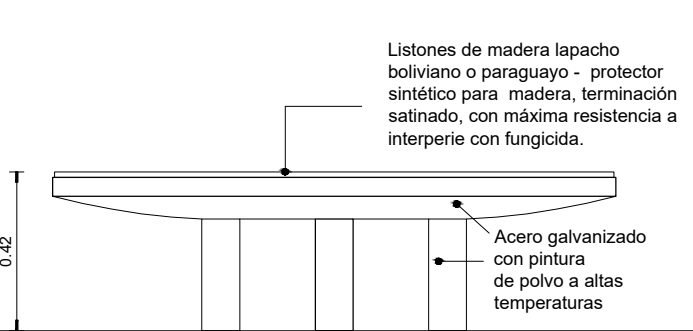 Listones de madera lapacho
boliviano o paraguayo - protector
sintético para madera, terminación
satinado, con máxima resistencia a
interperie con fungicida.
0.42
Acero galvanizado
con pintura
de polvo a altas
temperaturas